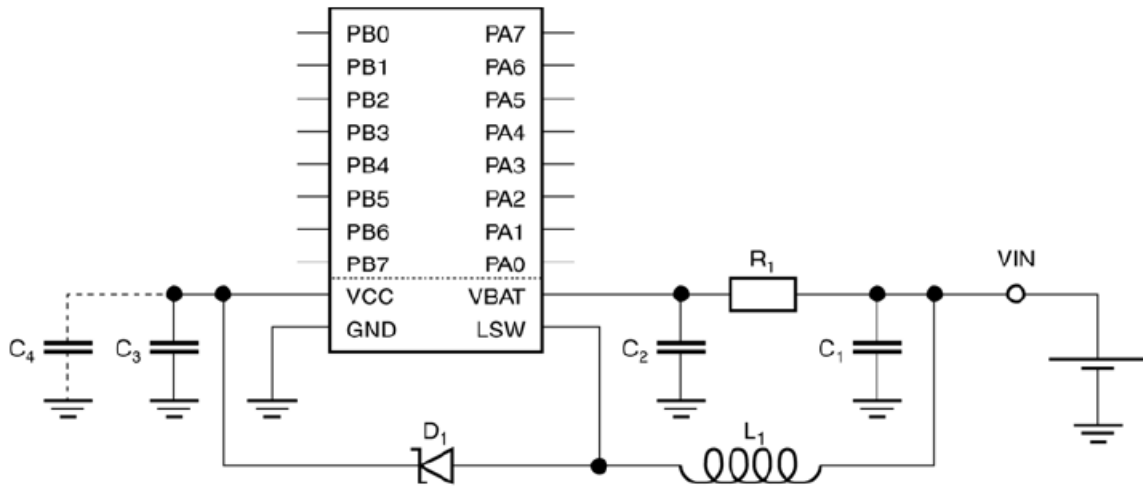 PB0 PA7
PB1 PA6
PB2 PA5
PB3 PA4
PB4 PA3
PB5 PA2
PB6 PA1
PB7 PA0
R₁ VIN
VCC VBAT
GND LSW
C₄ C₃ C₂ C₁
D₁ L₁